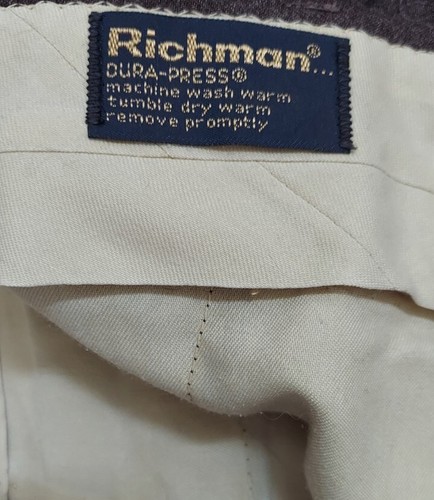 Richman®...
DURA-PRESS®
machine wash warm
tumble dry warm
remove promptly